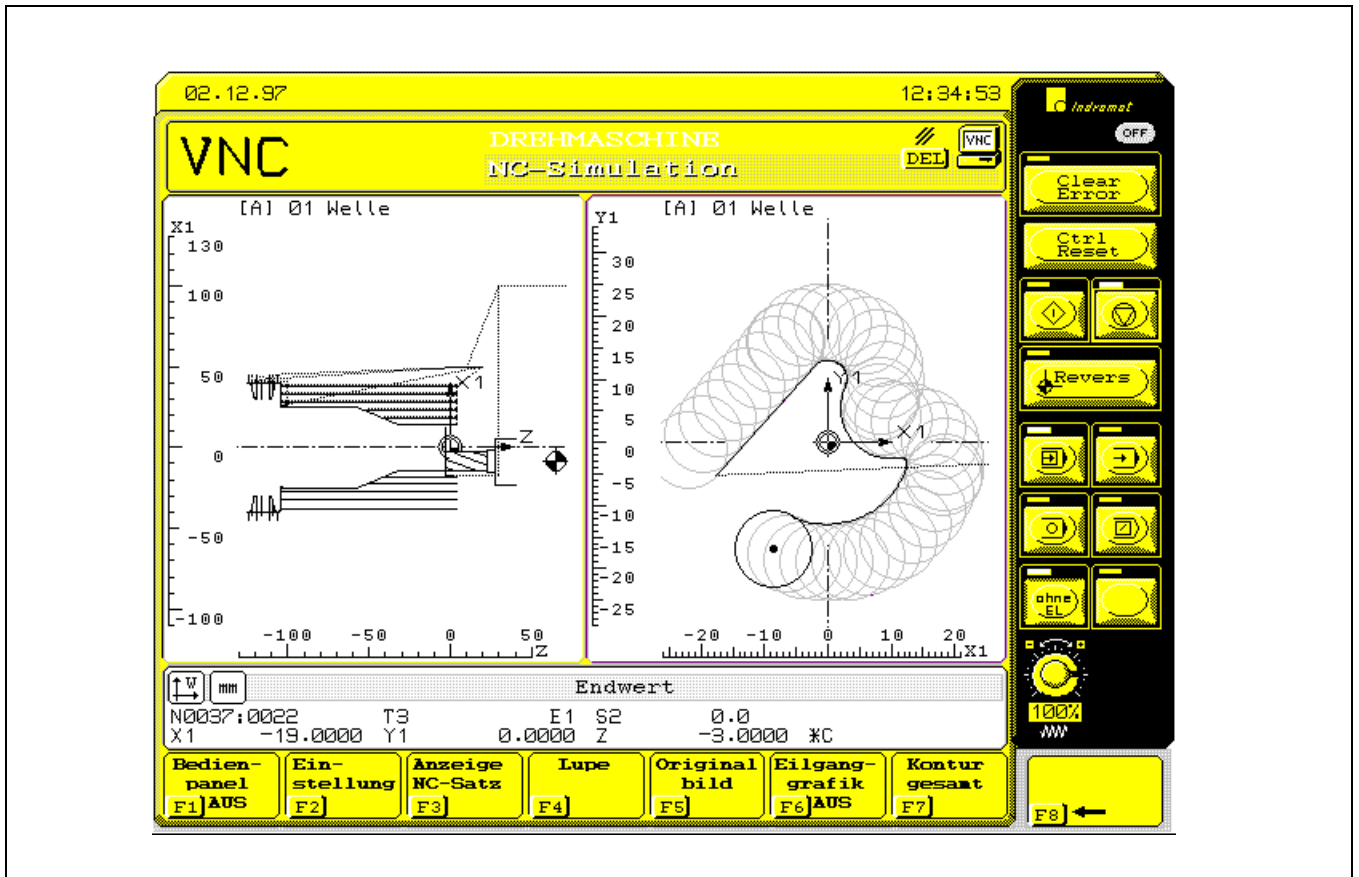 02.12.97 12:34:53
Indramat
OFF
VNC
DREHMASCHINE
NC-Simulation
DEL
VNC
Clear
Error
Ctrl
Reset
Revers
ohne
EL
100%
[A] 01 Welle
X1
130
100
50
0
-50
-100
X1
Z
-100 -50 0 50
Z
[A] 01 Welle
Y1
30
25
20
15
10
5
0
-5
-10
-15
-20
-25
Y1
X1
-20 -10 0 10 20
X1
W mm Endwert
N0037:0022 T3 E1 S2 0.0
X1 -19.0000 Y1 0.0000 Z -3.0000 *C
Bedien-
panel
F1 AUS
Ein-
stellung
F2
Anzeige
NC-Satz
F3
Lupe
F4
Original
bild
F5
Eilgang-
grafik
F6 AUS
Kontur
gesamt
F7
F8